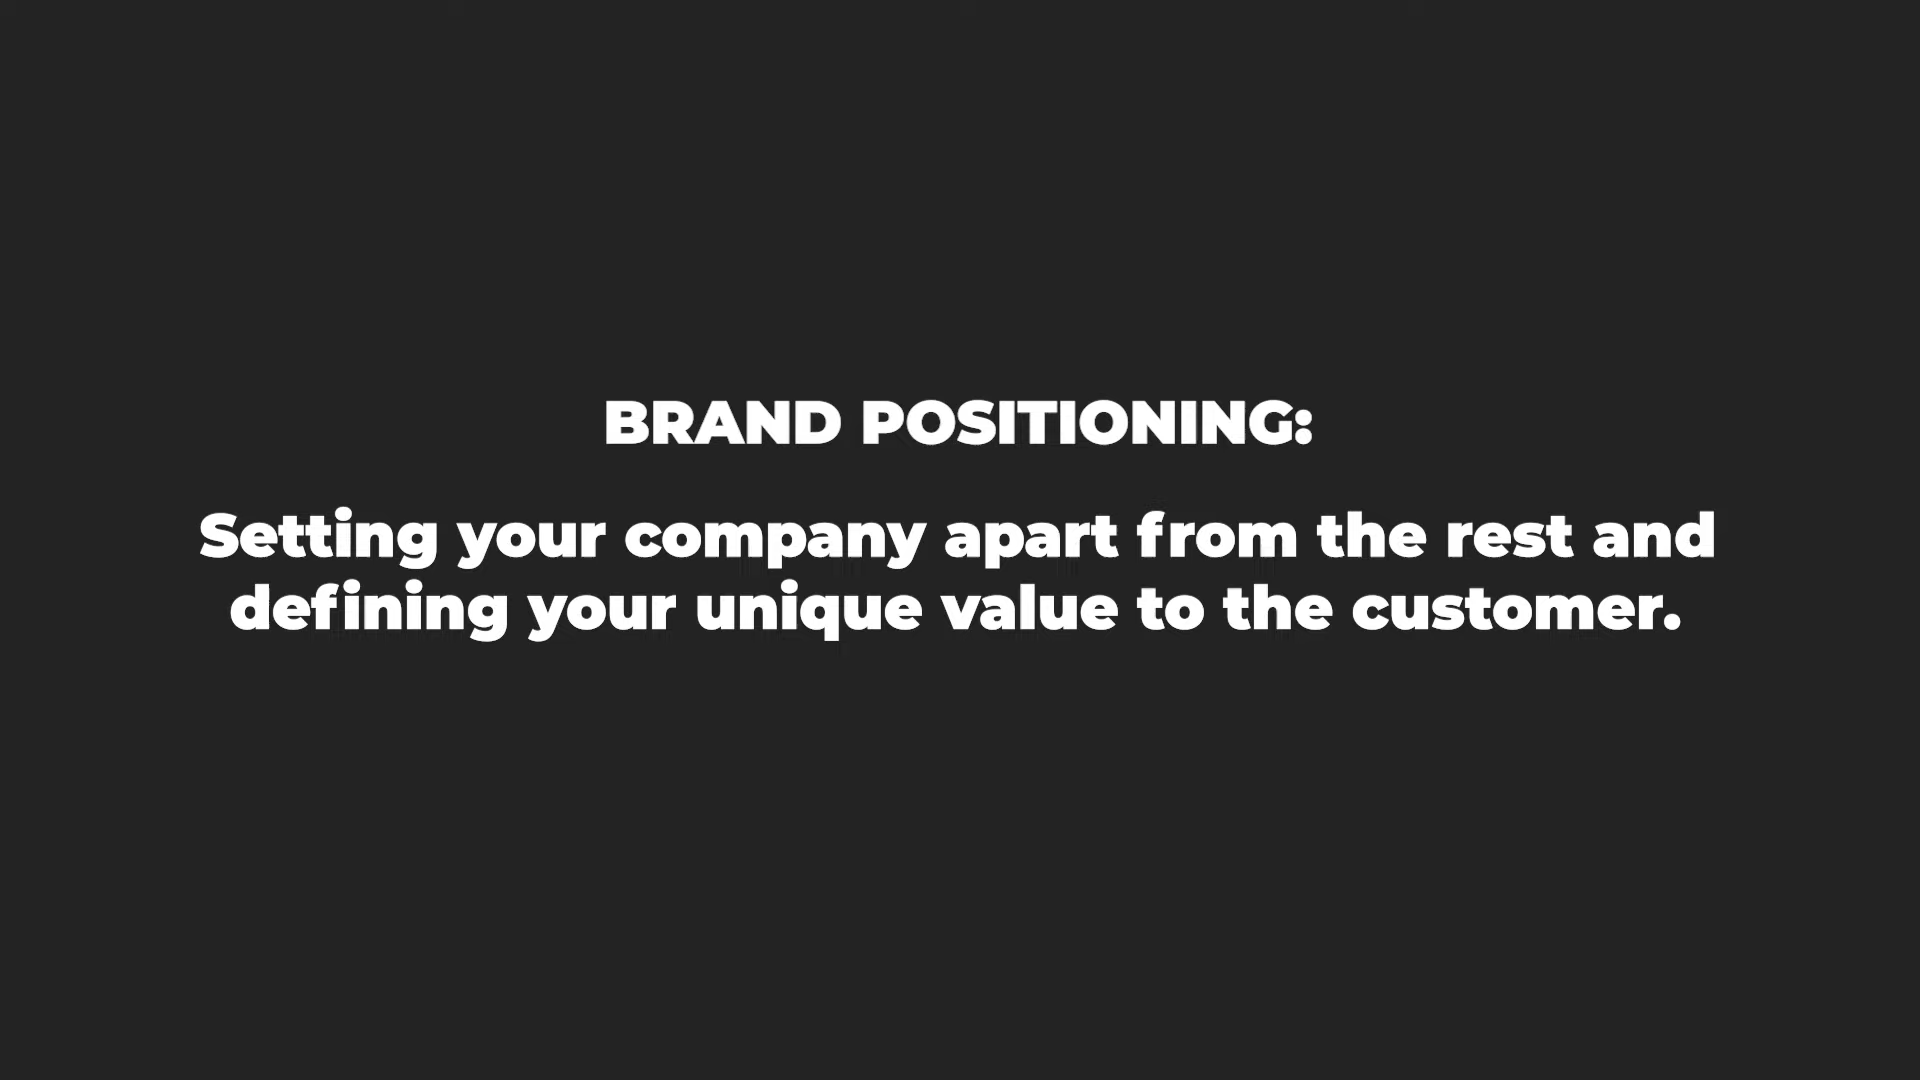 BRAND POSITIONING:
Setting your company apart from the rest and
defining your unique value to the customer.